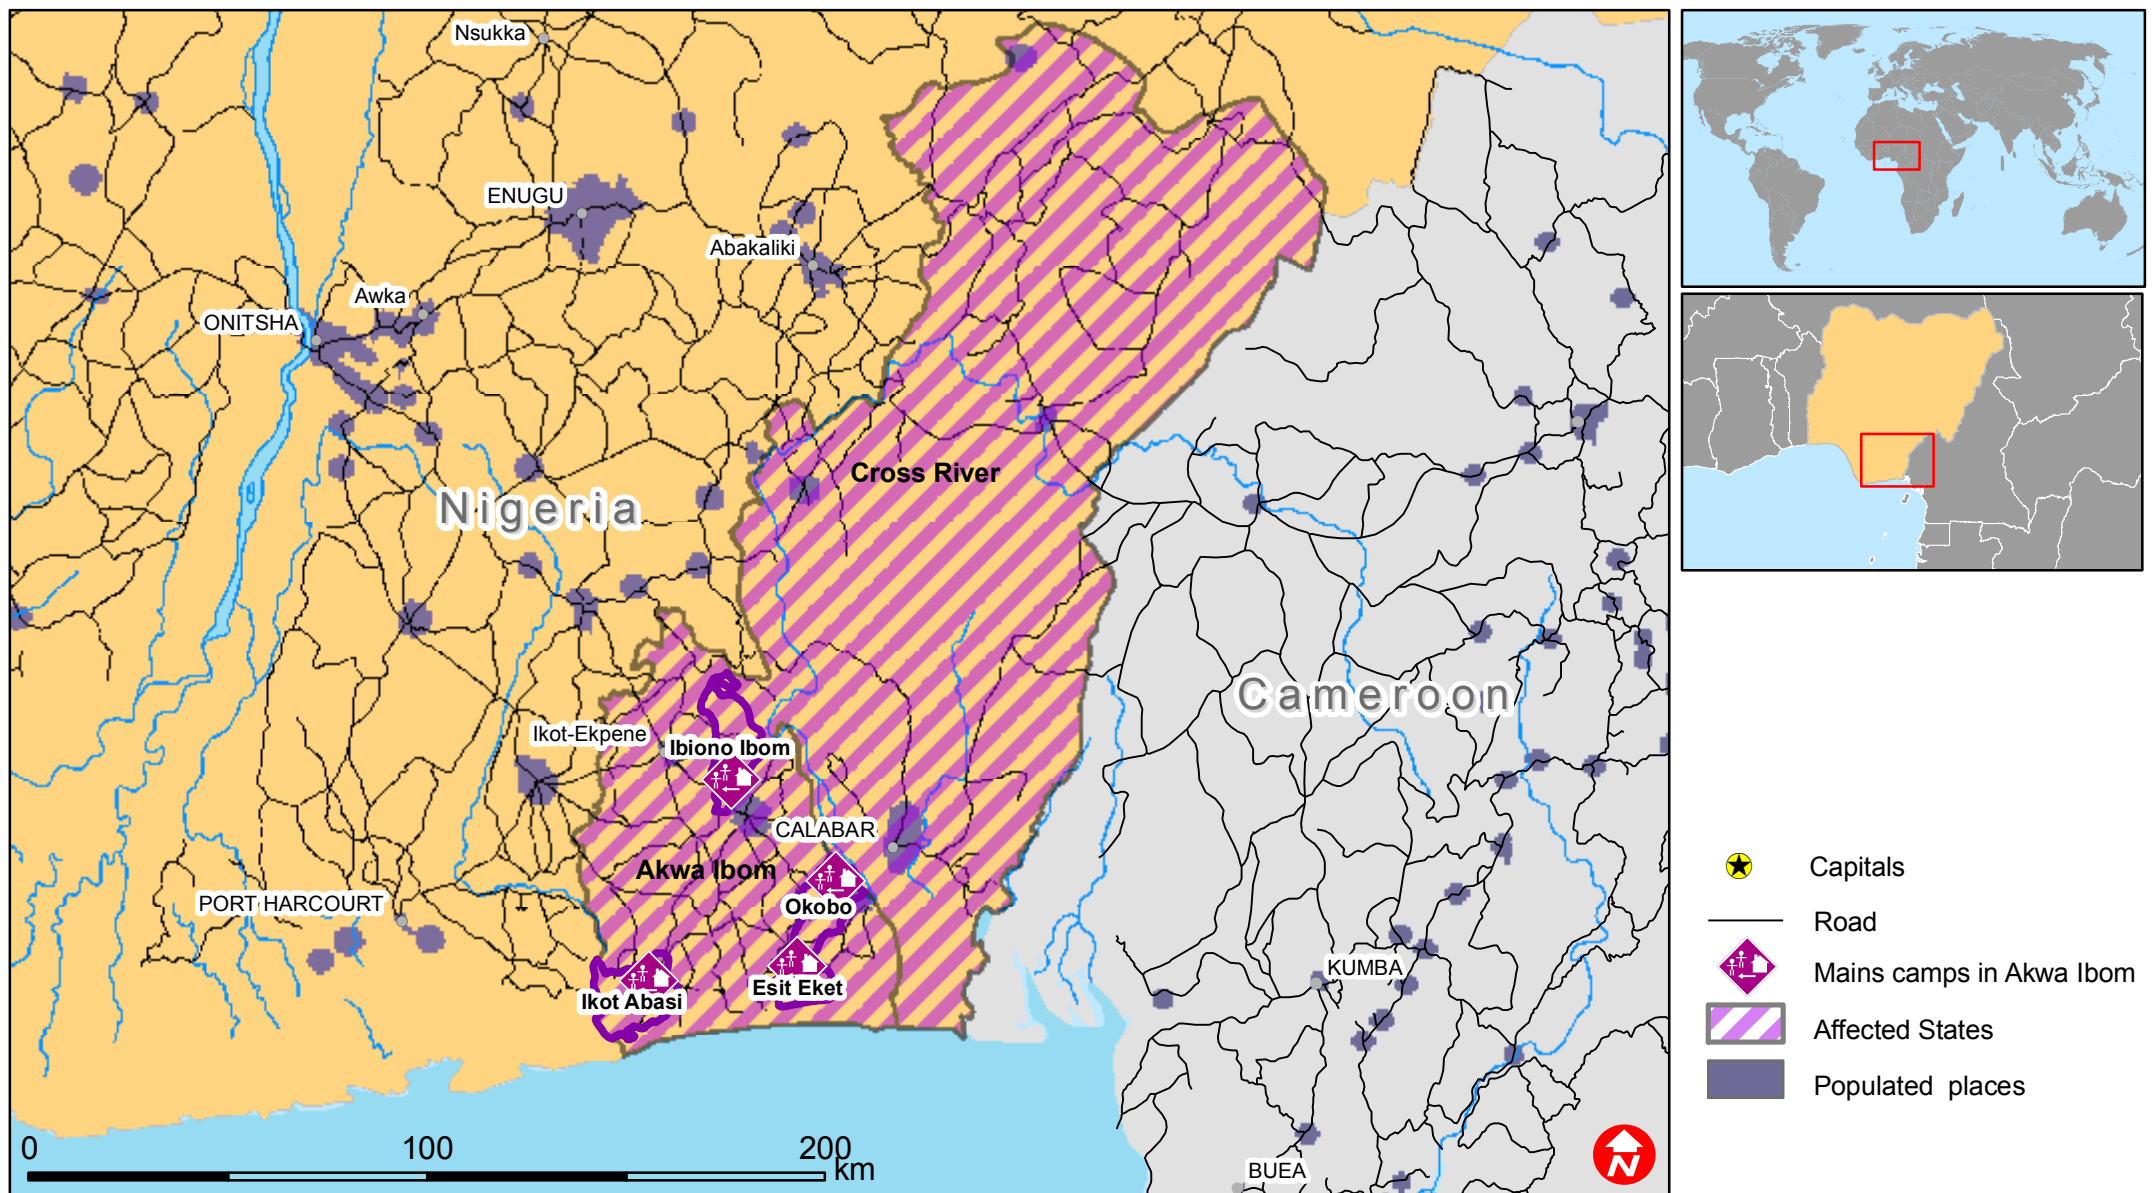 Nsukka
ENUGU
Abakaliki
Awka
ONITSHA
Cross River
Nigeria
Cameroon
Ikot-Ekpene
Ibiono Ibom
CALABAR
Akwa Ibom
PORT HARCOURT
Okobo
KUMBA
Esit Eket
Ikot Abasi
0 100 200
km
BUEA
N
Capitals
Road
Mains camps in Akwa Ibom
Affected States
Populated places